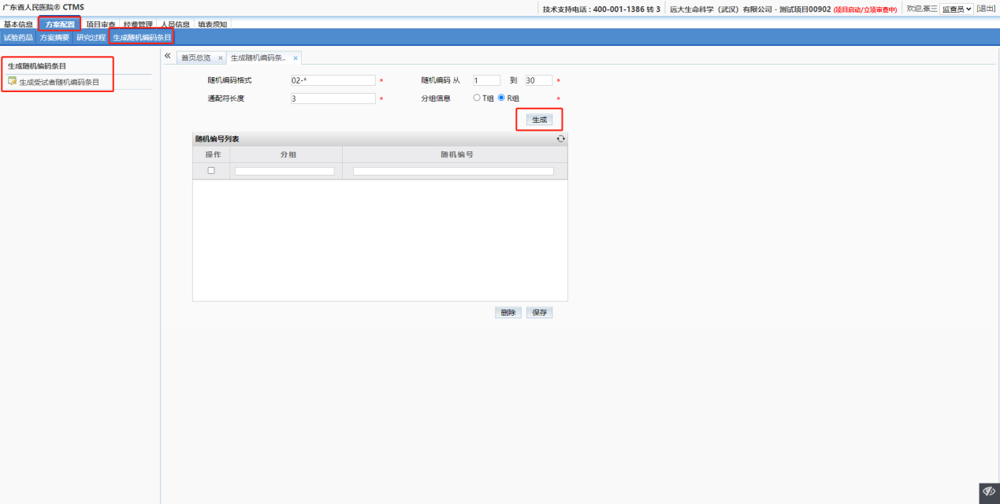 广东省人民医院® CTMS
技术支持电话：400-001-1386 转 3 远大生命科学（武汉）有限公司 - 测试项目00902 (项目启动/立项审查中) 欢迎,张三 监查员 [退出]
基本信息 方案配置 项目审查 经费管理 人员信息 填表须知
试验药品 方案摘要 研究过程 生成随机编码条目
生成随机编码条目
生成受试者随机编码条目
« 首页总览 × 生成随机编码条.. ×
随机编码格式 02-* * 随机编码 从 1 到 30 *
通配符长度 3 * 分组信息 T组 R组 *
生成
随机编号列表
操作 分组 随机编号
删除 保存